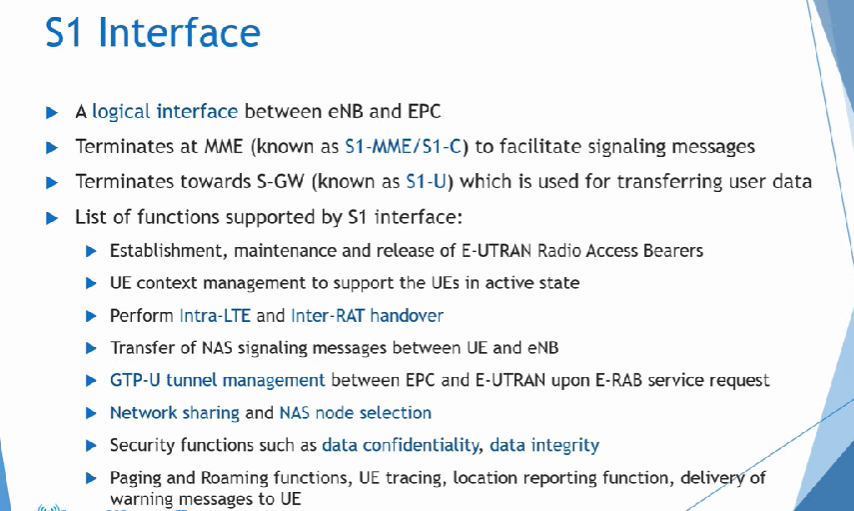 S1 Interface
A logical interface between eNB and EPC
Terminates at MME (known as S1-MME/S1-C) to facilitate signaling messages
Terminates towards S-GW (known as S1-U) which is used for transferring user data
List of functions supported by S1 interface:
Establishment, maintenance and release of E-UTRAN Radio Access Bearers
UE context management to support the UEs in active state
Perform Intra-LTE and Inter-RAT handover
Transfer of NAS signaling messages between UE and eNB
GTP-U tunnel management between EPC and E-UTRAN upon E-RAB service request
Network sharing and NAS node selection
Security functions such as data confidentiality, data integrity
Paging and Roaming functions, UE tracing, location reporting function, delivery of
warning messages to UE